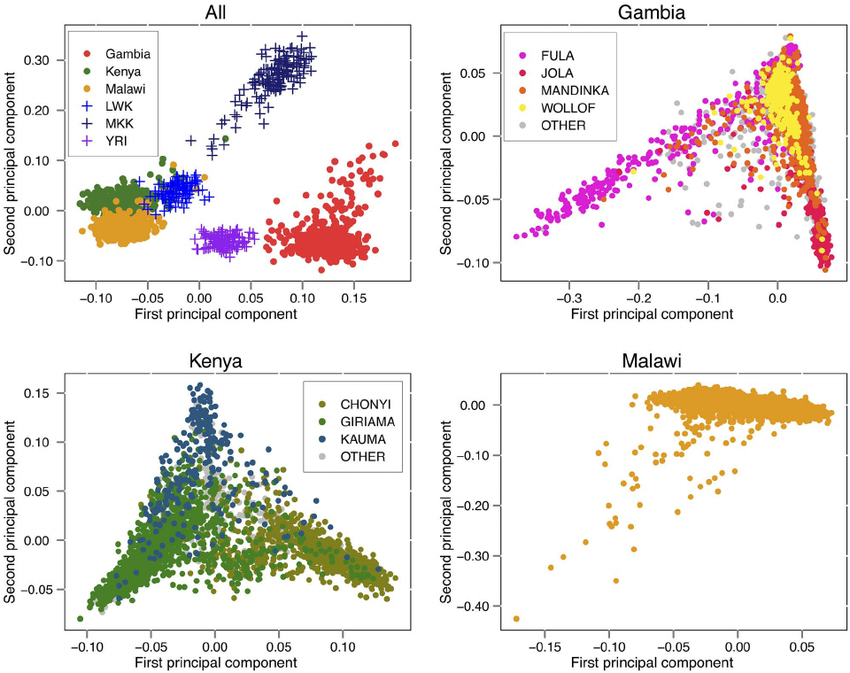 All
Second principal component
0.30
0.20
0.10
0.00
−0.10
Gambia
Kenya
Malawi
LWK
MKK
YRI
−0.10 −0.05 0.00 0.05 0.10 0.15
First principal component
Gambia
Second principal component
0.05
0.00
−0.05
−0.10
FULA
JOLA
MANDINKA
WOLLOF
OTHER
−0.3 −0.2 −0.1 0.0
First principal component
Kenya
Second principal component
0.15
0.10
0.05
0.00
−0.05
CHONYI
GIRIAMA
KAUMA
OTHER
−0.10 −0.05 0.00 0.05 0.10
First principal component
Malawi
Second principal component
0.00
−0.10
−0.20
−0.30
−0.40
−0.15 −0.10 −0.05 0.00 0.05
First principal component